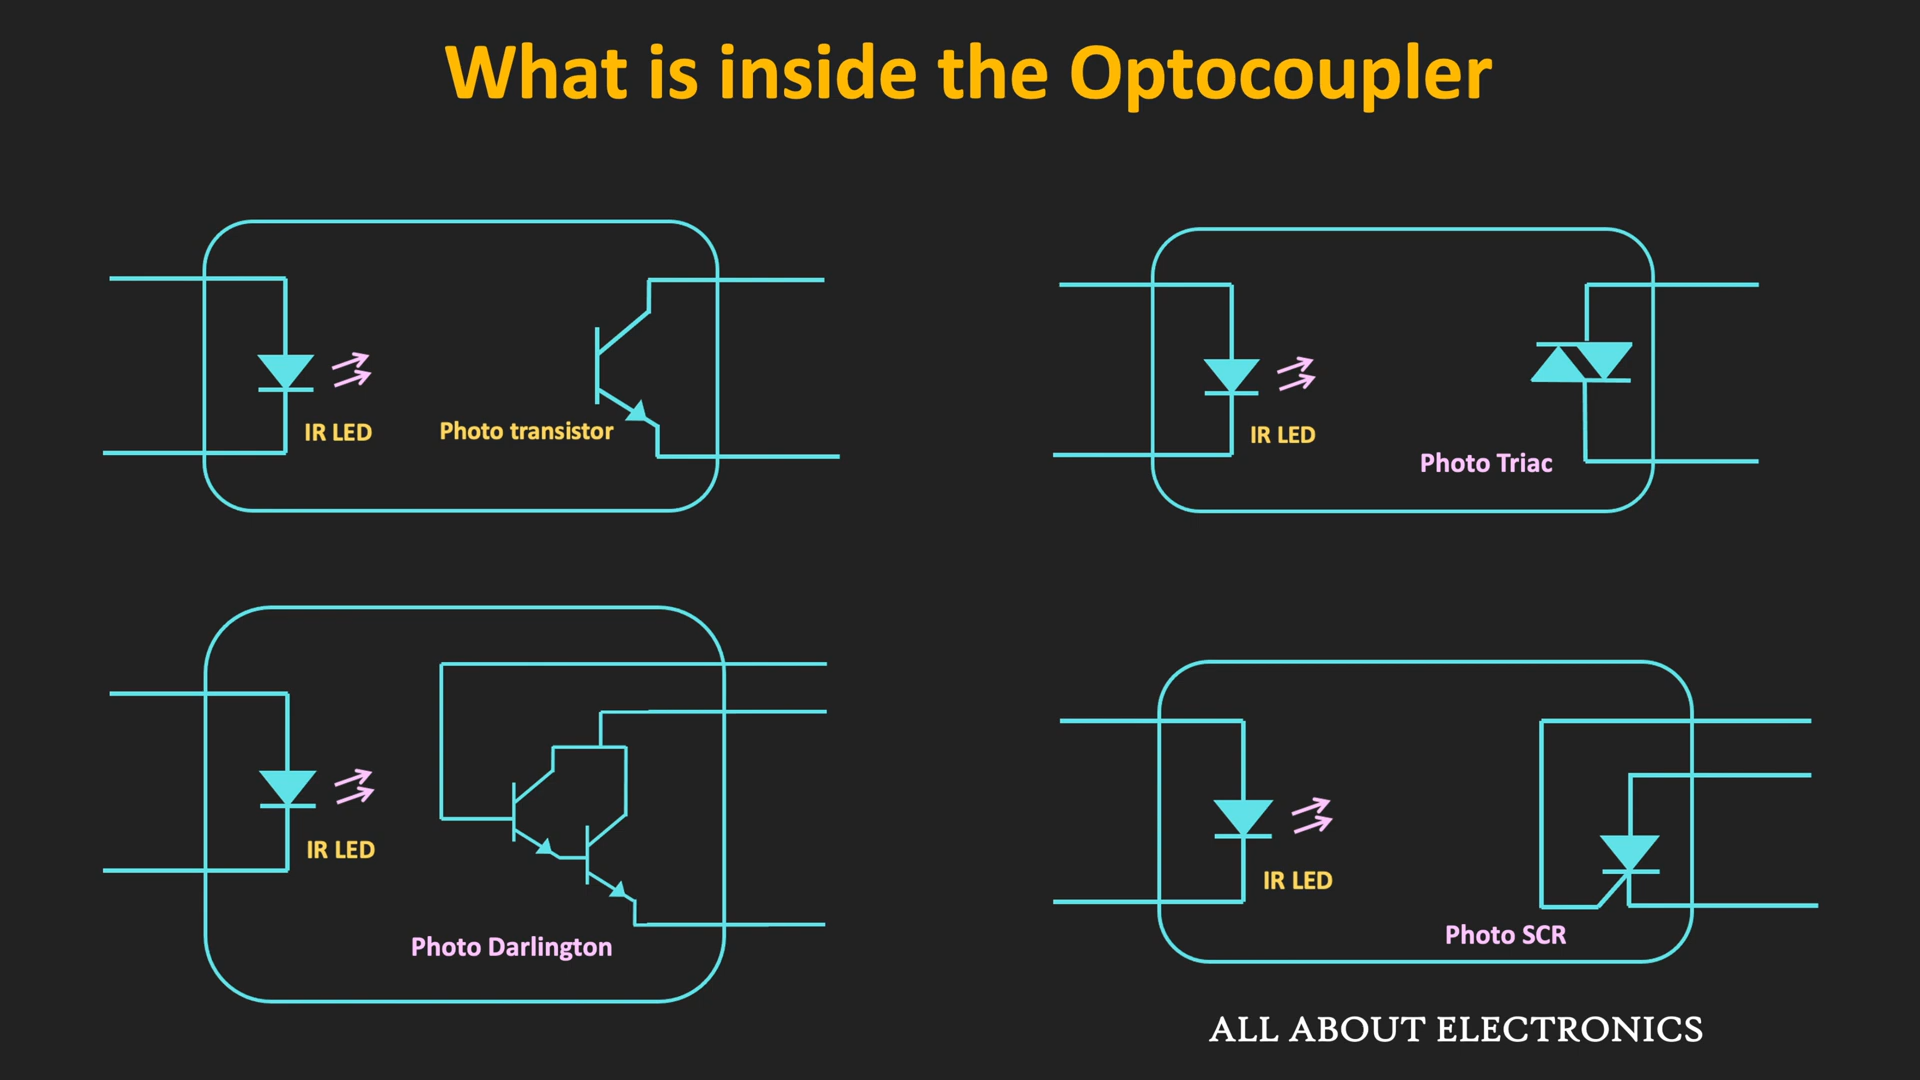 What is inside the Optocoupler
IR LED
Photo transistor
IR LED
Photo Triac
IR LED
Photo Darlington
IR LED
Photo SCR
ALL ABOUT ELECTRONICS